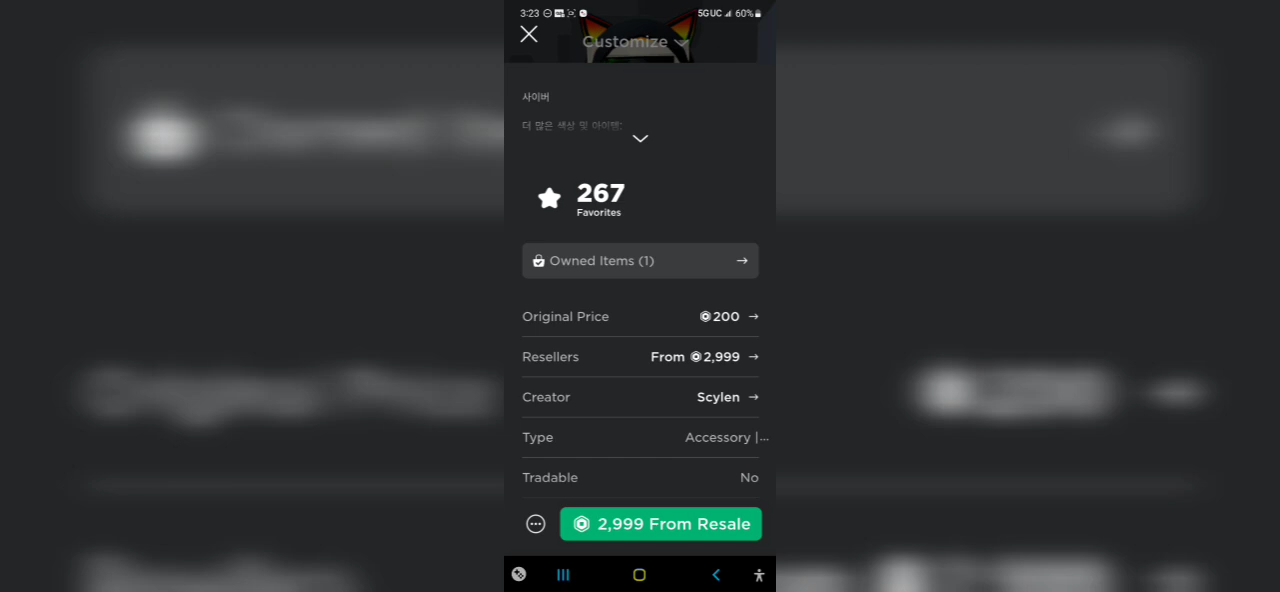 3:23
5GUC 60%
Customize
사이버
더 많은 색상 및 아이템:
267
Favorites
Owned Items (1) →
Original Price 200 →
Resellers From 2,999 →
Creator Scylen →
Type Accessory |...
Tradable No
2,999 From Resale